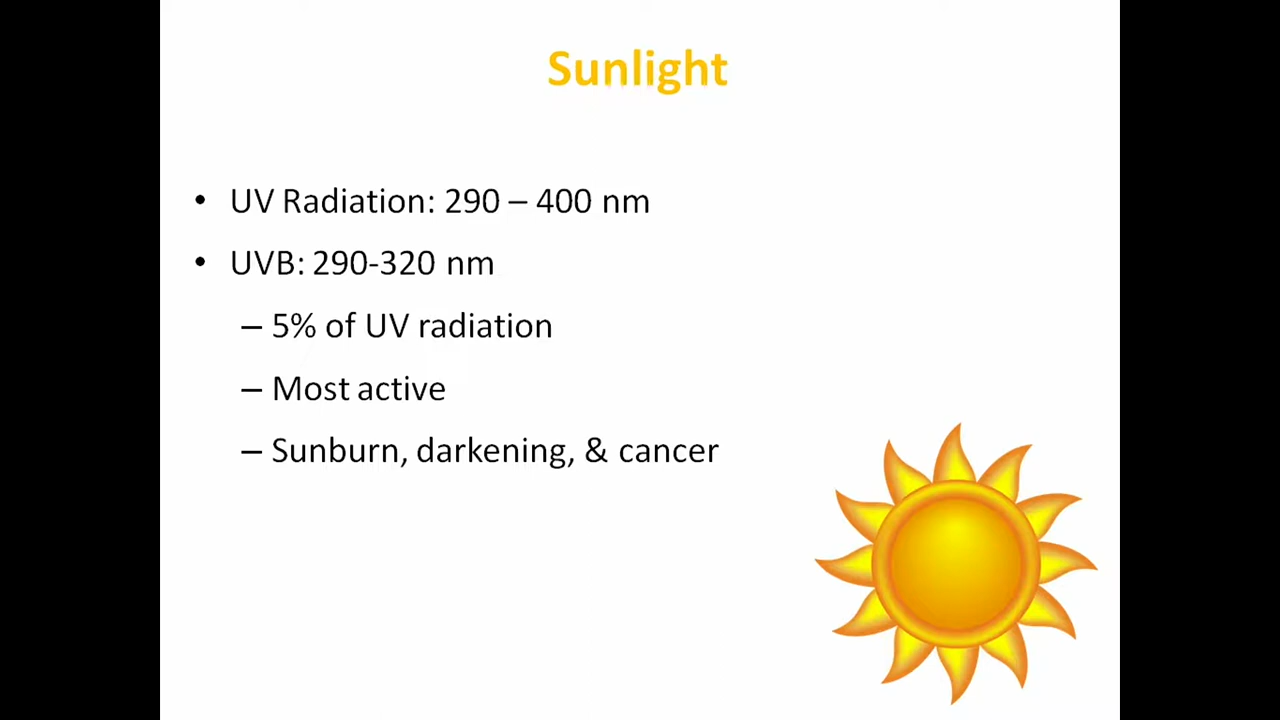 Sunlight
• UV Radiation: 290 – 400 nm
• UVB: 290-320 nm
– 5% of UV radiation
– Most active
– Sunburn, darkening, & cancer